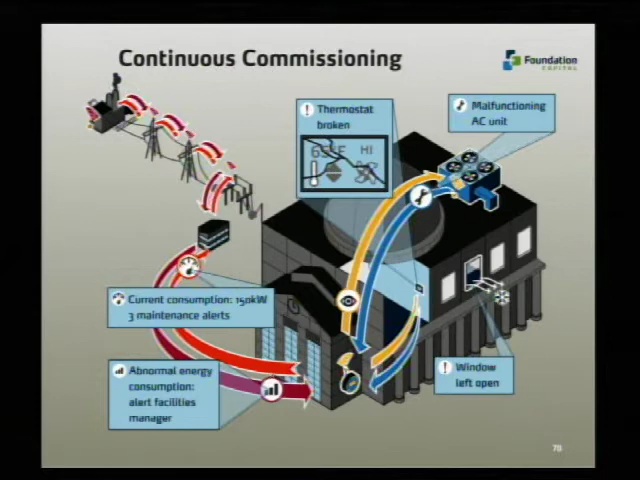 Continuous Commissioning
Foundation
CAPITAL
Thermostat
broken
Malfunctioning
AC unit
HI
Current consumption: 150kW
3 maintenance alerts
Abnormal energy
consumption:
alert facilities
manager
Window
left open
78